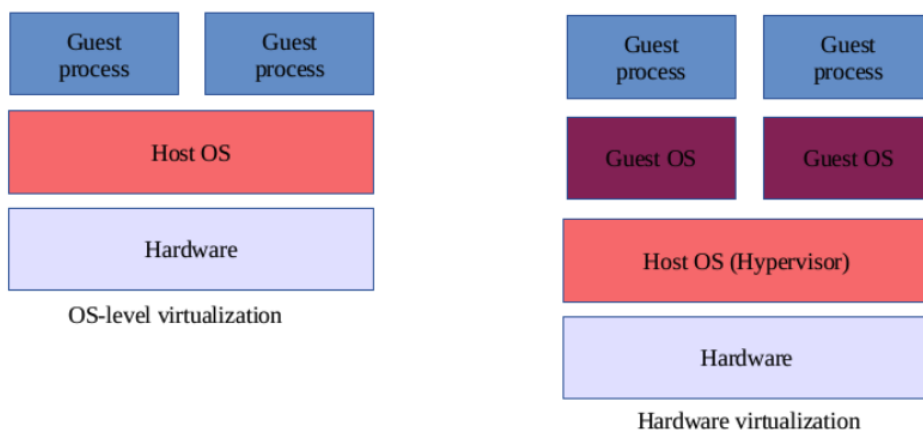 Guest
process
Guest
process
Host OS
Hardware
OS-level virtualization
Guest
process
Guest
process
Guest OS
Guest OS
Host OS (Hypervisor)
Hardware
Hardware virtualization